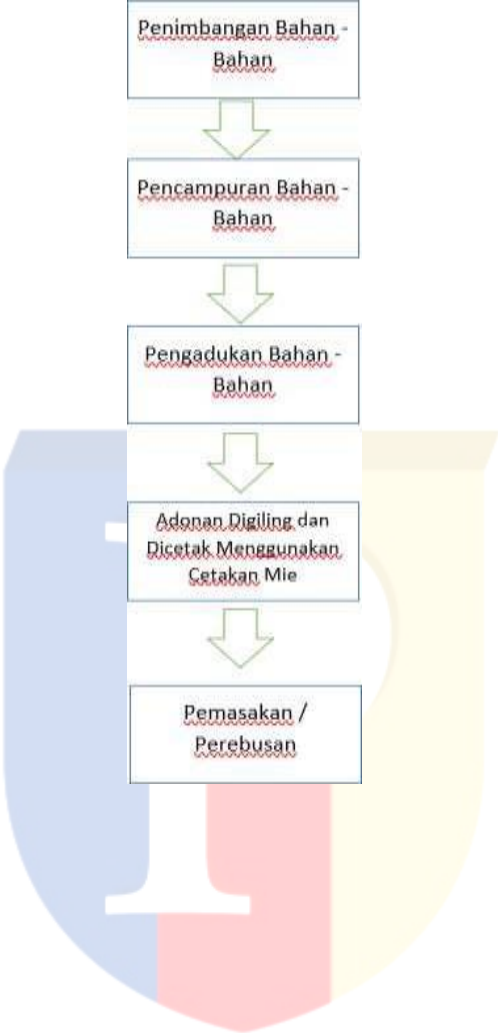 Penimbangan Bahan -
Bahan
Pencampuran Bahan -
Bahan
Pengadukan Bahan -
Bahan
Adonan Digiling dan
Dicetak Menggunakan
Cetakan Mie
Pemasakan /
Perebusan